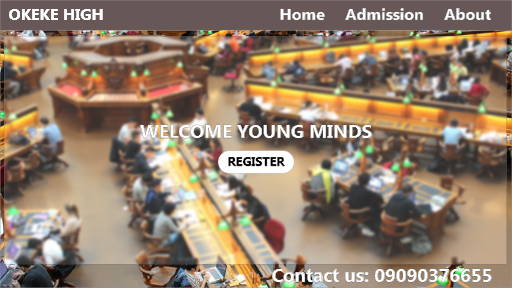 OKEKE HIGH
Home Admission About
WELCOME YOUNG MINDS
REGISTER
Contact us: 09090376655